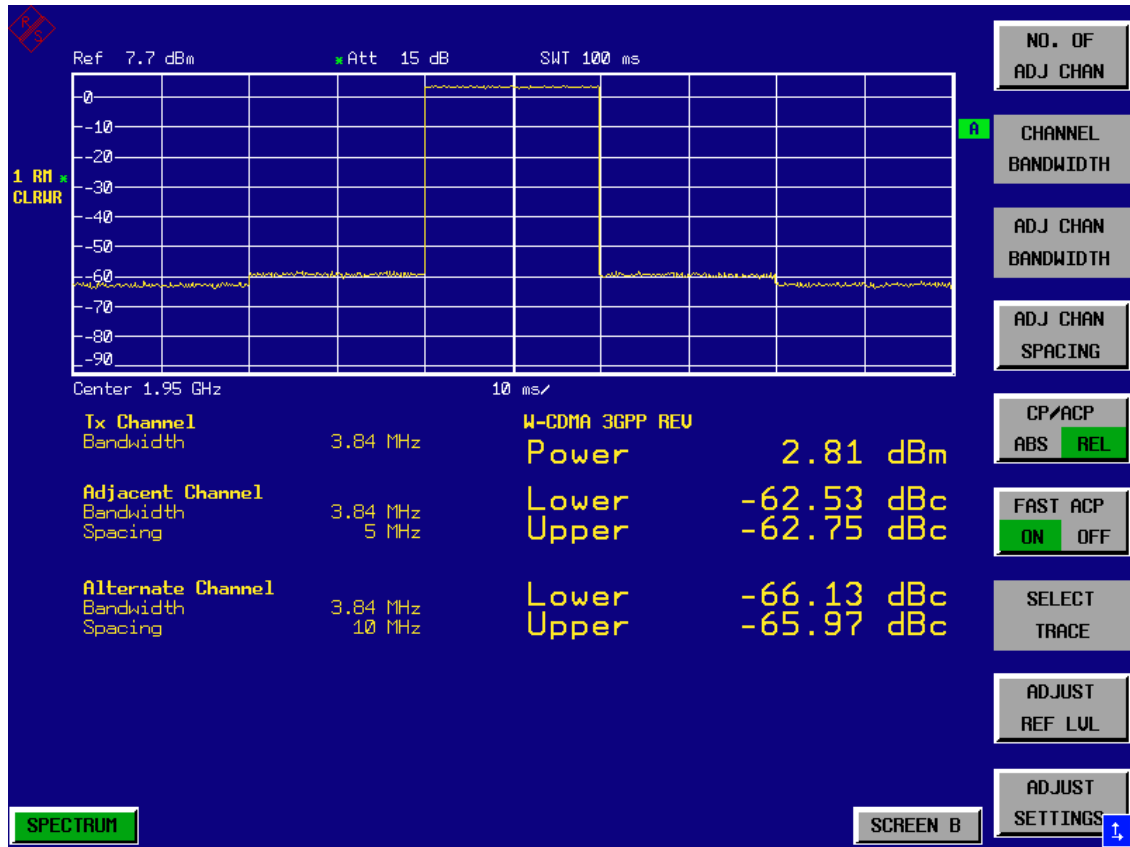 R S
Ref 7.7 dBm *Att 15 dB SWT 100 ms
0
-10
-20
-30
-40
-50
-60
-70
-80
-90
A
1 RM *
CLRWR
Center 1.95 GHz 10 ms/
Tx Channel W-CDMA 3GPP REV
Bandwidth 3.84 MHz Power 2.81 dBm
Adjacent Channel
Bandwidth 3.84 MHz Lower -62.53 dBc
Spacing 5 MHz Upper -62.75 dBc
Alternate Channel
Bandwidth 3.84 MHz Lower -66.13 dBc
Spacing 10 MHz Upper -65.97 dBc
NO. OF
ADJ CHAN
CHANNEL
BANDWIDTH
ADJ CHAN
BANDWIDTH
ADJ CHAN
SPACING
CP/ACP
ABS REL
FAST ACP
ON OFF
SELECT
TRACE
ADJUST
REF LVL
ADJUST
SETTINGS
SPECTRUM
SCREEN B